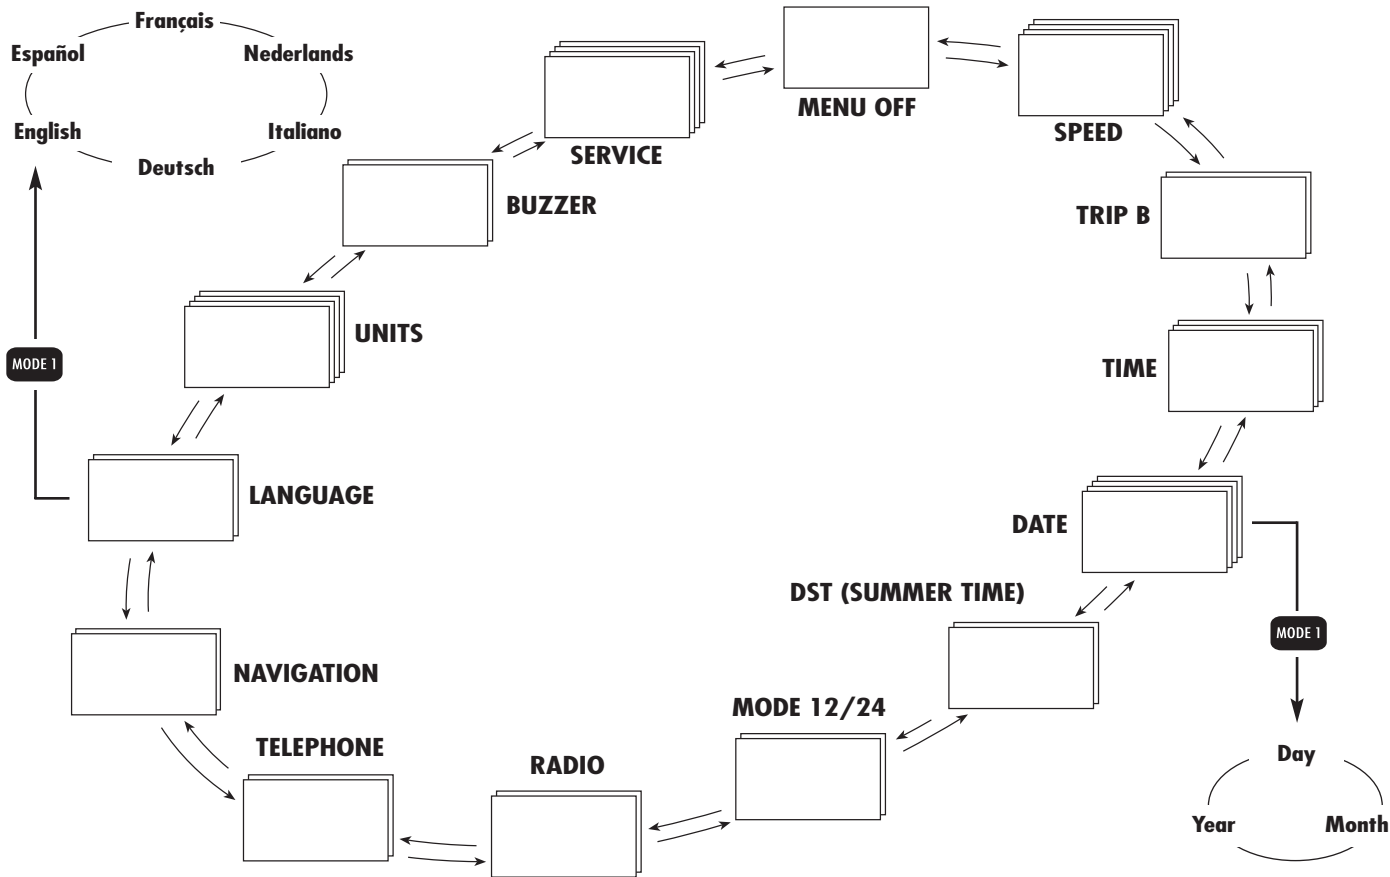 Français
Español
Nederlands
English
Italiano
Deutsch
MENU OFF
SPEED
SERVICE
BUZZER
TRIP B
UNITS
TIME
MODE 1
LANGUAGE
DATE
DST (SUMMER TIME)
MODE 1
NAVIGATION
MODE 12/24
TELEPHONE
RADIO
Day
Year
Month